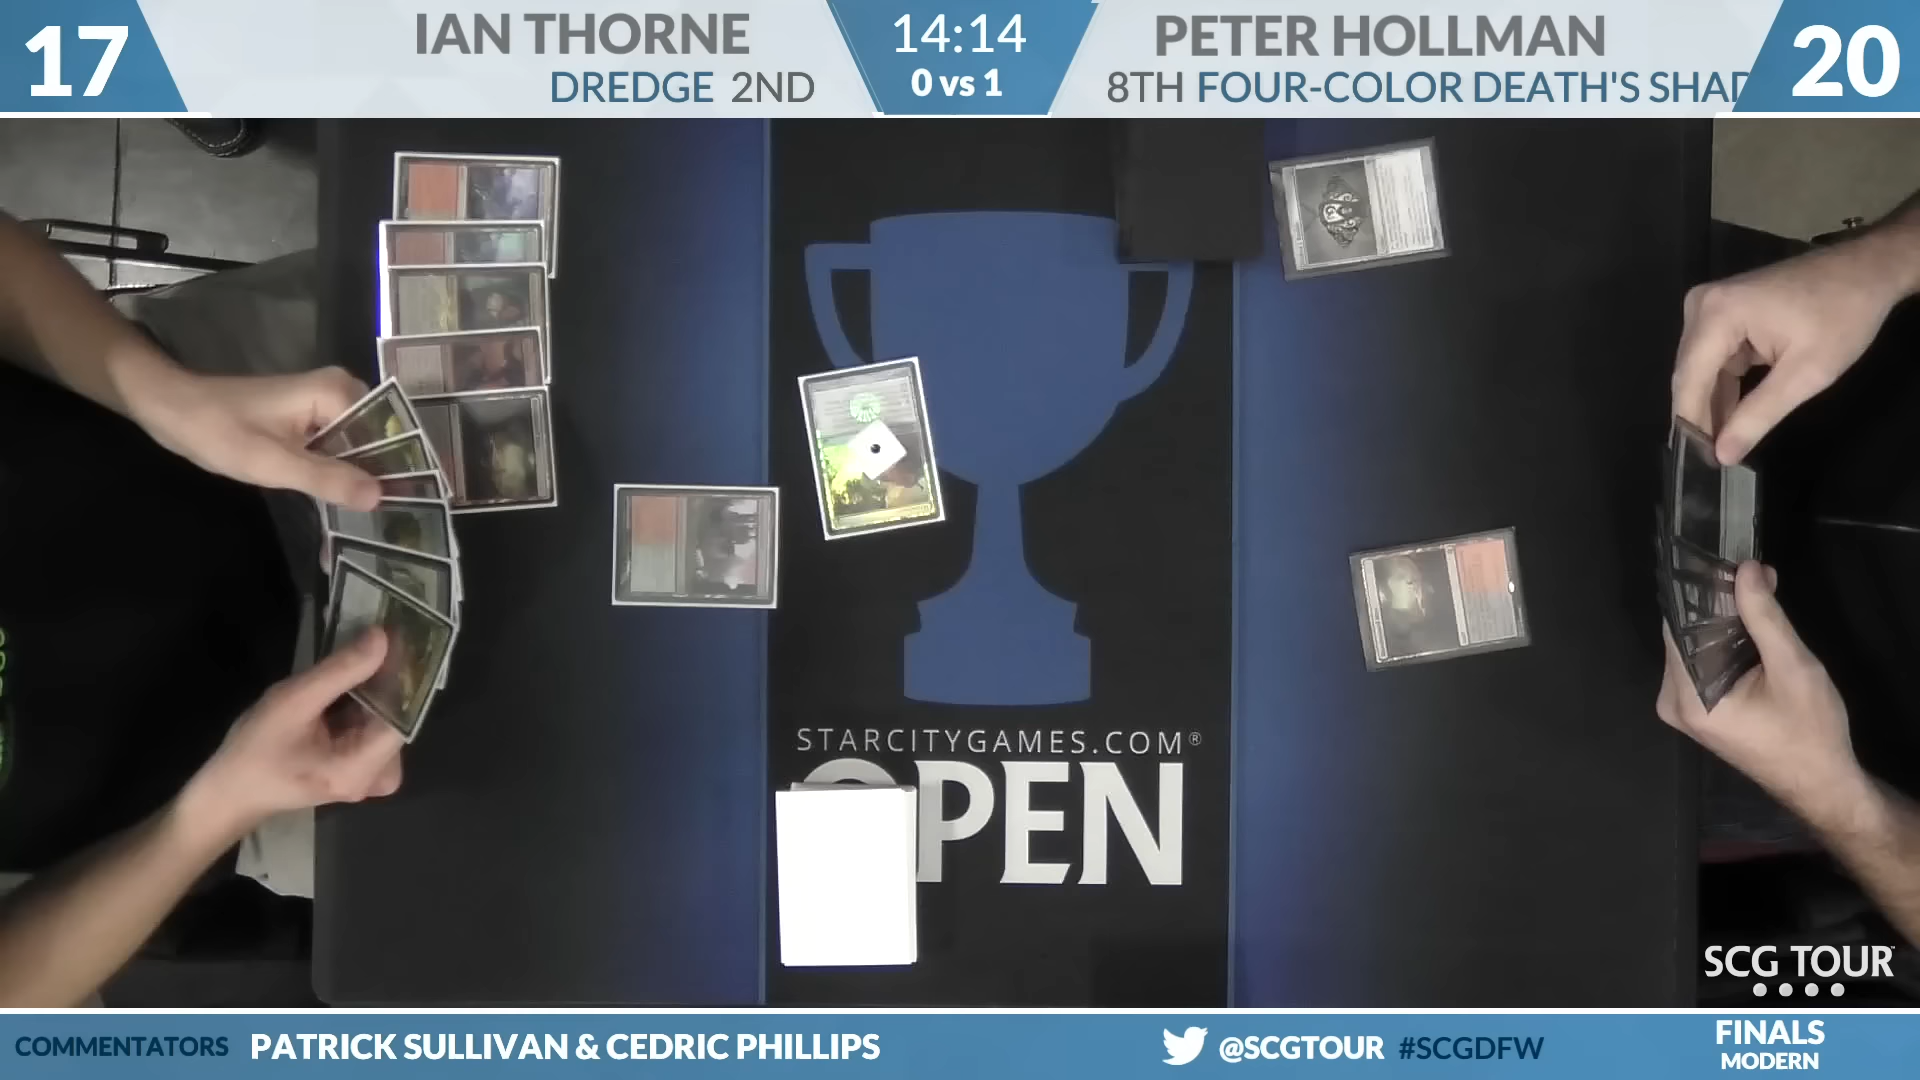 17
IAN THORNE
DREDGE 2ND
14:14
0 vs 1
PETER HOLLMAN
8TH FOUR-COLOR DEATH'S SHAD
20
STARCITYGAMES.COM®
OPEN
SCG TOUR
COMMENTATORS PATRICK SULLIVAN & CEDRIC PHILLIPS
@SCGTOUR #SCGDFW
FINALS
MODERN